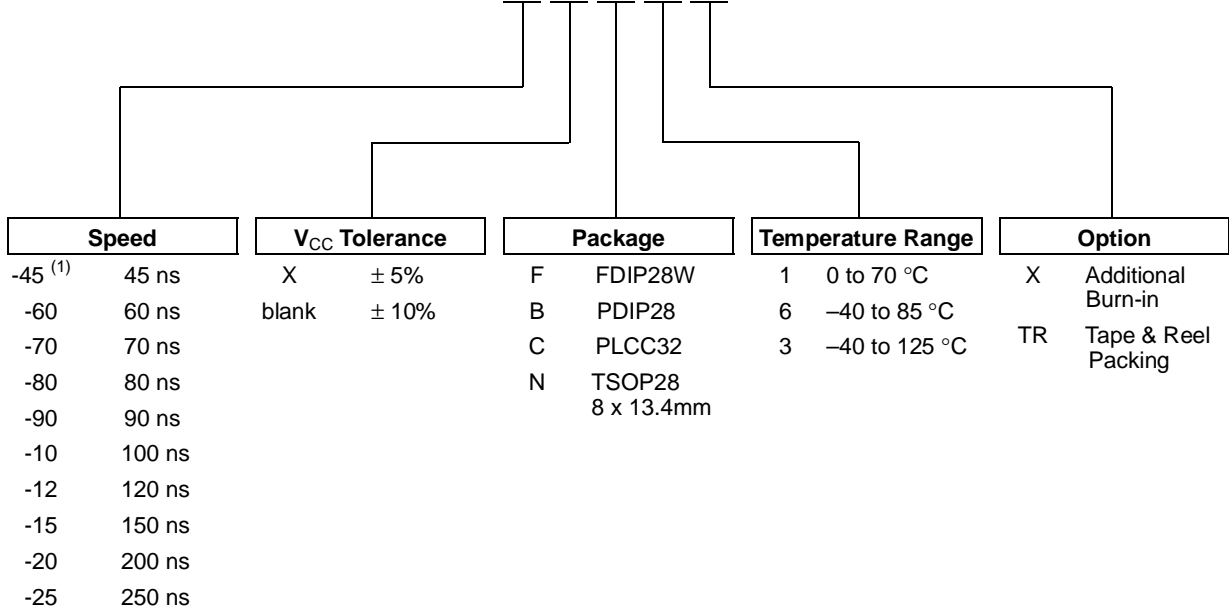 Speed
-45 (1) 45 ns
-60 60 ns
-70 70 ns
-80 80 ns
-90 90 ns
-10 100 ns
-12 120 ns
-15 150 ns
-20 200 ns
-25 250 ns
VCC Tolerance
X ± 5%
blank ± 10%
Package
F FDIP28W
B PDIP28
C PLCC32
N TSOP28
8 x 13.4mm
Temperature Range
1 0 to 70 °C
6 –40 to 85 °C
3 –40 to 125 °C
Option
X Additional
Burn-in
TR Tape & Reel
Packing